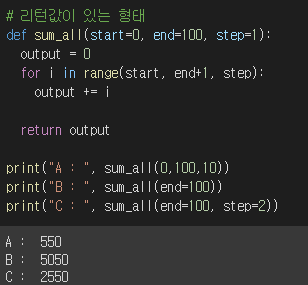 # 리턴값이 있는 형태
def sum_all(start=0, end=100, step=1):
  output = 0
  for i in range(start, end+1, step):
    output += i

  return output

print("A : ", sum_all(0,100,10))
print("B : ", sum_all(end=100))
print("C : ", sum_all(end=100, step=2))
A :  550
B :  5050
C :  2550